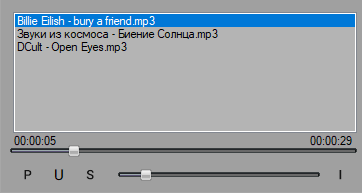 Billie Eilish - bury a friend.mp3
Звуки из космоса - Биение Солнца.mp3
DCult - Open Eyes.mp3
00:00:05 00:00:29
P U S I